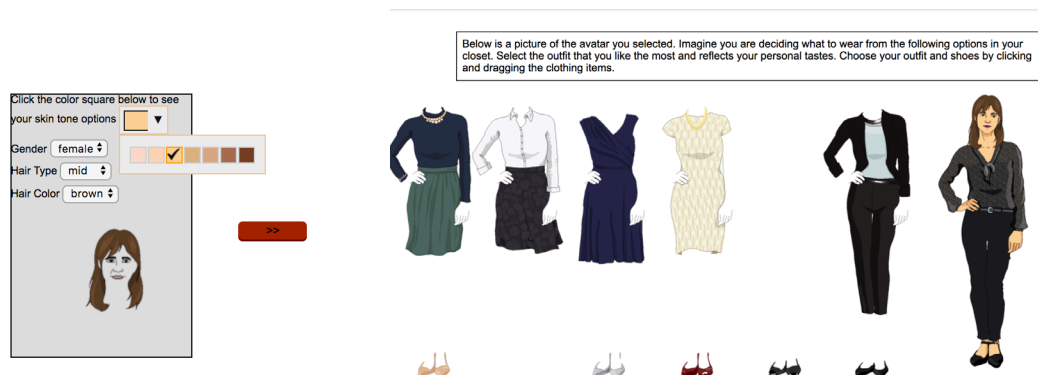 Click the color square below to see
your skin tone options
Gender female
Hair Type mid
Hair Color brown
>>
Below is a picture of the avatar you selected. Imagine you are deciding what to wear from the following options in your
closet. Select the outfit that you like the most and reflects your personal tastes. Choose your outfit and shoes by clicking
and dragging the clothing items.